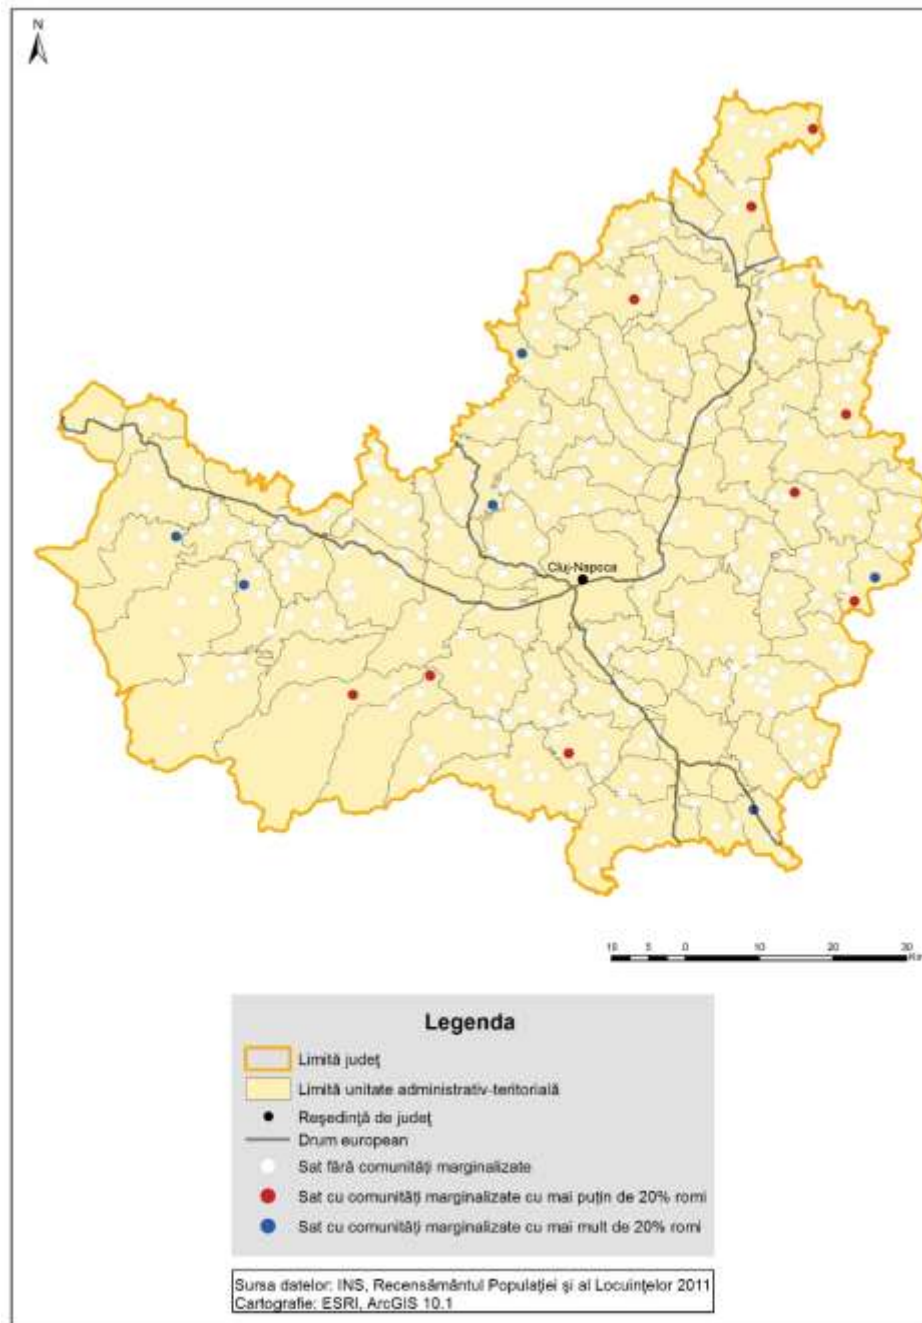 N
Cluj-Napoca
10 5 0 10 20 30
Km
Legenda
Limită județ
Limită unitate administrativ-teritorială
Reședință de județ
Drum european
Sat fără comunități marginalizate
Sat cu comunități marginalizate cu mai puțin de 20% romi
Sat cu comunități marginalizate cu mai mult de 20% romi
Sursa datelor: INS, Recensământul Populației și al Locuințelor 2011
Cartografie: ESRI, ArcGIS 10.1